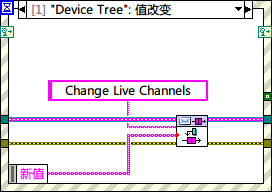 [1] "Device Tree": 值改变
Change Live Channels
新值